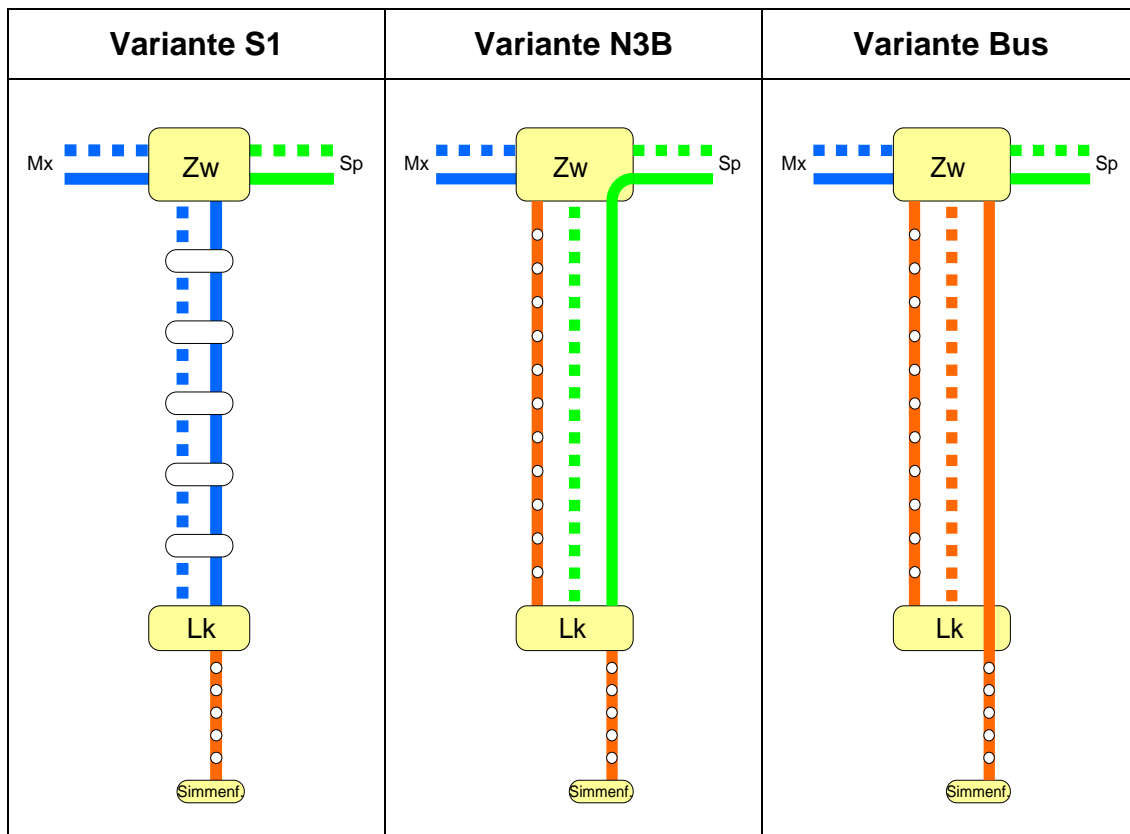 Variante S1
Variante N3B
Variante Bus
Mx
Zw
Sp
Mx
Zw
Sp
Mx
Zw
Sp
Lk
Lk
Lk
Simmenf.
Simmenf.
Simmenf.